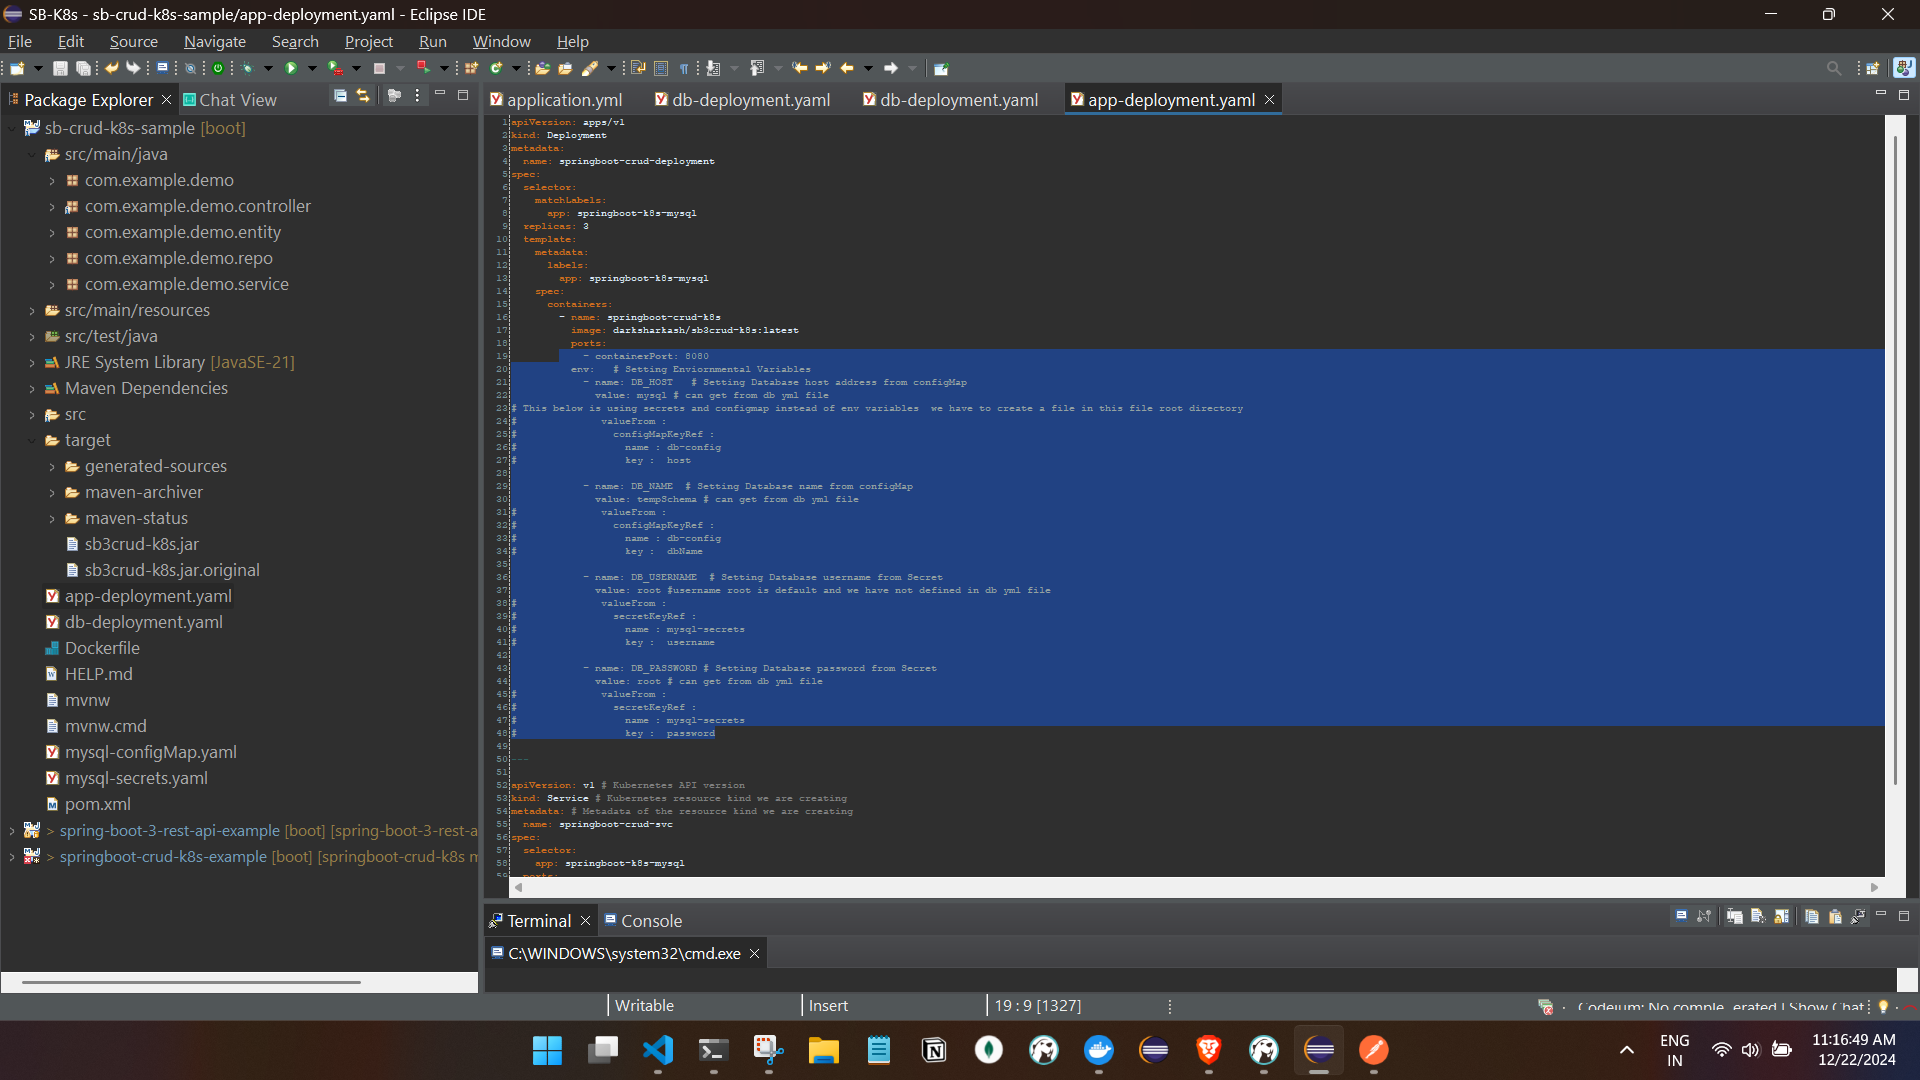 SB-K8s - sb-crud-k8s-sample/app-deployment.yaml - Eclipse IDE
File Edit Source Navigate Search Project Run Window Help
Package Explorer
Chat View
sb-crud-k8s-sample [boot]
src/main/java
com.example.demo
com.example.demo.controller
com.example.demo.entity
com.example.demo.repo
com.example.demo.service
src/main/resources
src/test/java
JRE System Library [JavaSE-21]
Maven Dependencies
src
target
generated-sources
maven-archiver
maven-status
sb3crud-k8s.jar
sb3crud-k8s.jar.original
app-deployment.yaml
db-deployment.yaml
Dockerfile
HELP.md
mvnw
mvnw.cmd
mysql-configMap.yaml
mysql-secrets.yaml
pom.xml
> spring-boot-3-rest-api-example [boot] [spring-boot-3-rest-a
> springboot-crud-k8s-example [boot] [springboot-crud-k8s m
application.yml db-deployment.yaml db-deployment.yaml app-deployment.yaml
1 apiVersion: apps/v1
2 kind: Deployment
3 metadata:
4 name: springboot-crud-deployment
5 spec:
6 selector:
7 matchLabels:
8 app: springboot-k8s-mysql
9 replicas: 3
10 template:
11 metadata:
12 labels:
13 app: springboot-k8s-mysql
14 spec:
15 containers:
16 - name: springboot-crud-k8s
17 image: darksharkash/sb3crud-k8s:latest
18 ports:
19 - containerPort: 8080
20 env: # Setting Enviornmental Variables
21 - name: DB_HOST # Setting Database host address from configMap
22 value: mysql # can get from db yml file
23 # This below is using secrets and configmap instead of env variables we have to create a file in this file root directory
24 # valueFrom :
25 # configMapKeyRef :
26 # name : db-config
27 # key : host
28
29 - name: DB_NAME # Setting Database name from configMap
30 value: tempSchema # can get from db yml file
31 # valueFrom :
32 # configMapKeyRef :
33 # name : db-config
34 # key : dbName
35
36 - name: DB_USERNAME # Setting Database username from Secret
37 value: root #username root is default and we have not defined in db yml file
38 # valueFrom :
39 # secretKeyRef :
40 # name : mysql-secrets
41 # key : username
42
43 - name: DB_PASSWORD # Setting Database password from Secret
44 value: root # can get from db yml file
45 # valueFrom :
46 # secretKeyRef :
47 # name : mysql-secrets
48 # key : password
49
50 ---
51
52 apiVersion: v1 # Kubernetes API version
53 kind: Service # Kubernetes resource kind we are creating
54 metadata: # Metadata of the resource kind we are creating
55 name: springboot-crud-svc
56 spec:
57 selector:
58 app: springboot-k8s-mysql
59 ports:
Terminal
Console
C:\WINDOWS\system32\cmd.exe
Writable Insert 19 : 9 [1327]
Codeium: No comple...erated | Show Chat
ENG
IN
11:16:49 AM
12/22/2024